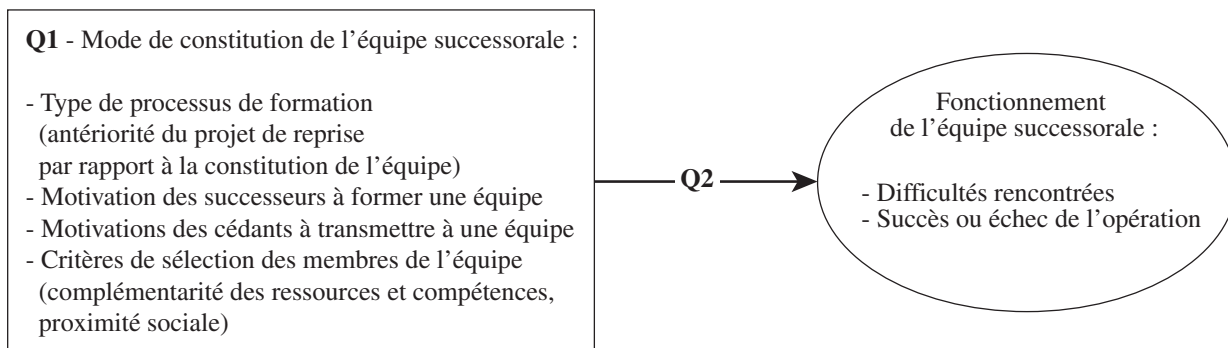 Q1 - Mode de constitution de l’équipe successorale :
- Type de processus de formation
(antériorité du projet de reprise
par rapport à la constitution de l’équipe)
- Motivation des successeurs à former une équipe
- Motivations des cédants à transmettre à une équipe
- Critères de sélection des membres de l’équipe
(complémentarité des ressources et compétences,
proximité sociale)
Q2
Fonctionnement
de l’équipe successorale :
- Difficultés rencontrées
- Succès ou échec de l’opération